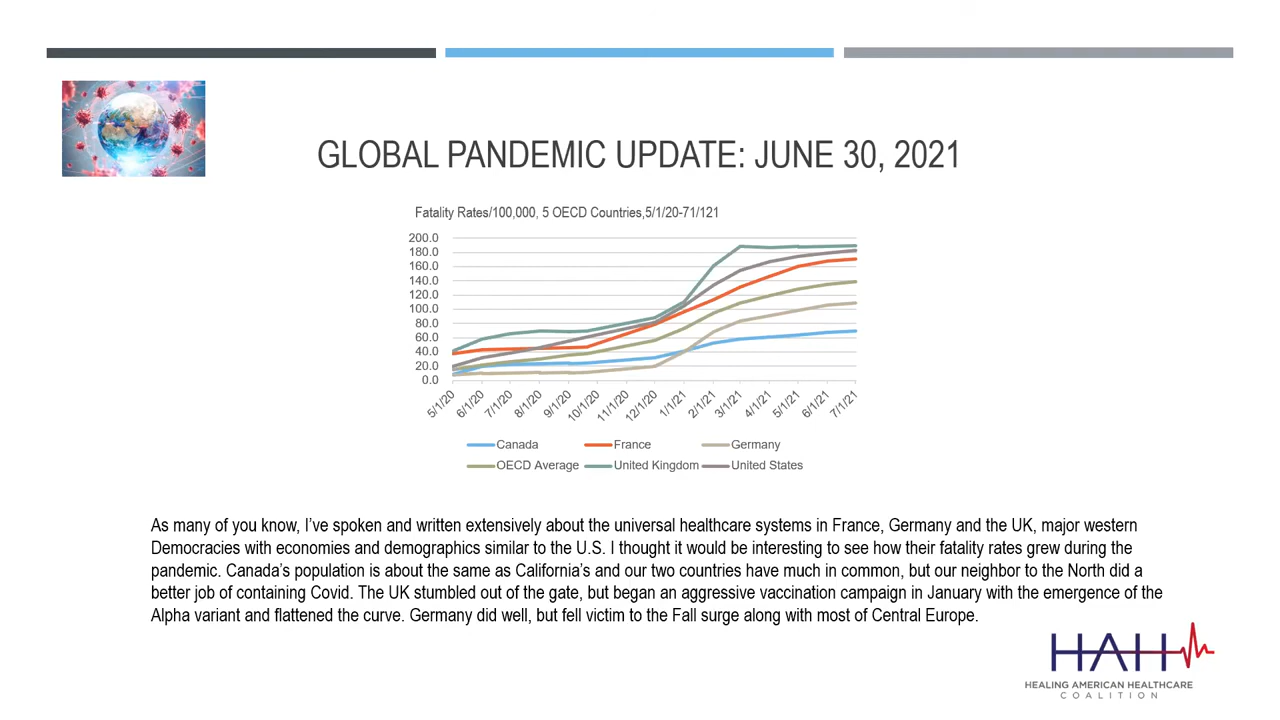 GLOBAL PANDEMIC UPDATE: JUNE 30, 2021
Fatality Rates/100,000, 5 OECD Countries,5/1/20-71/121
200.0
180.0
160.0
140.0
120.0
100.0
80.0
60.0
40.0
20.0
0.0
5/1/20 6/1/20 7/1/20 8/1/20 9/1/20 10/1/20 11/1/20 12/1/20 1/1/21 2/1/21 3/1/21 4/1/21 5/1/21 6/1/21 7/1/21
Canada France Germany
OECD Average United Kingdom United States
As many of you know, I’ve spoken and written extensively about the universal healthcare systems in France, Germany and the UK, major western
Democracies with economies and demographics similar to the U.S. I thought it would be interesting to see how their fatality rates grew during the
pandemic. Canada’s population is about the same as California’s and our two countries have much in common, but our neighbor to the North did a
better job of containing Covid. The UK stumbled out of the gate, but began an aggressive vaccination campaign in January with the emergence of the
Alpha variant and flattened the curve. Germany did well, but fell victim to the Fall surge along with most of Central Europe.
HAH
HEALING AMERICAN HEALTHCARE
COALITION